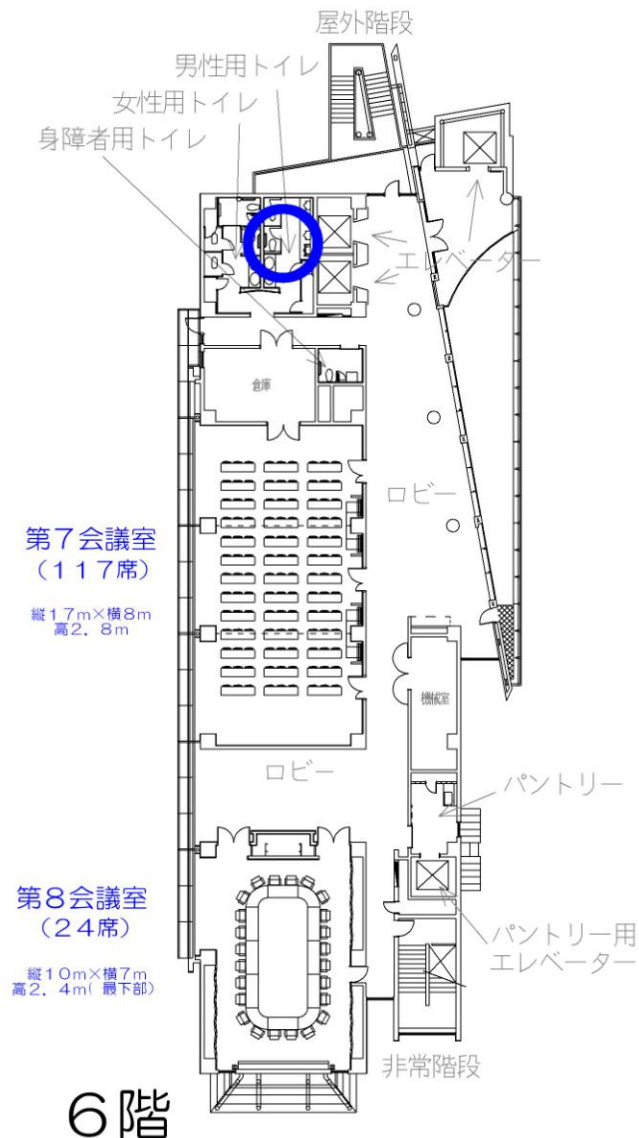 屋外階段
男性用トイレ
女性用トイレ
身障者用トイレ
エレベーター
倉庫
ロビー
第7会議室
（117席）
縦17m×横8m
高2．8m
機械室
ロビー
パントリー
第8会議室
（24席）
縦10m×横7m
高2．4m（最下部）
パントリー用
エレベーター
非常階段
6階